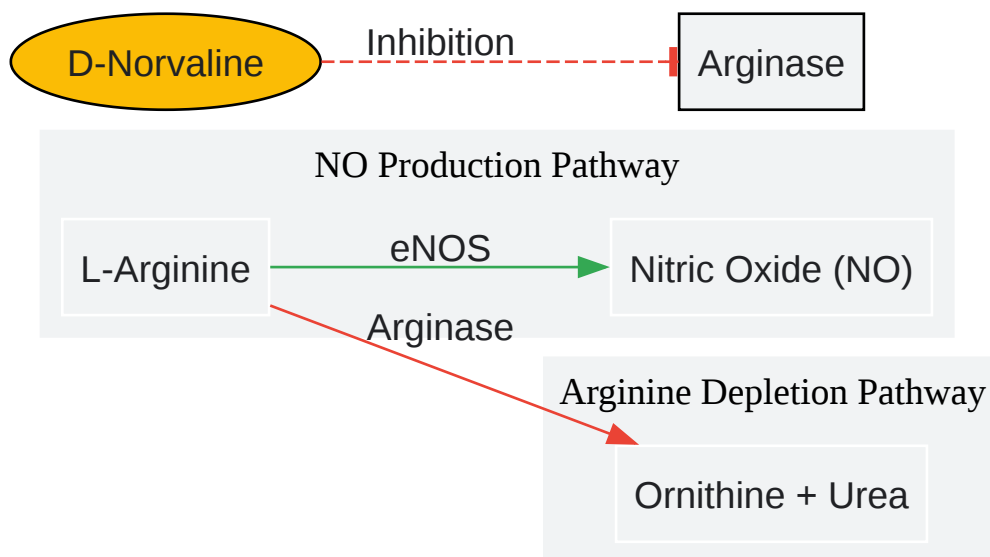 D-Norvaline
Inhibition
Arginase
NO Production Pathway
L-Arginine
eNOS
Nitric Oxide (NO)
Arginase
Arginine Depletion Pathway
Ornithine + Urea